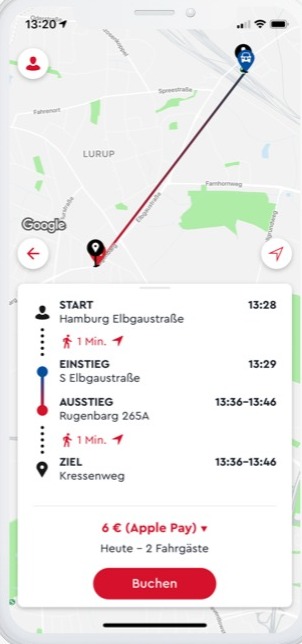 13:20
Spreestraße
Fahrenort
LURUP
Farnhornweg
Elbgaustraße
Google
START 13:28
Hamburg Elbgaustraße
1 Min.
EINSTIEG 13:29
S Elbgaustraße
AUSSTIEG 13:36-13:46
Rugenbarg 265A
1 Min.
ZIEL 13:36-13:46
Kressenweg
6 € (Apple Pay)
Heute – 2 Fahrgäste
Buchen